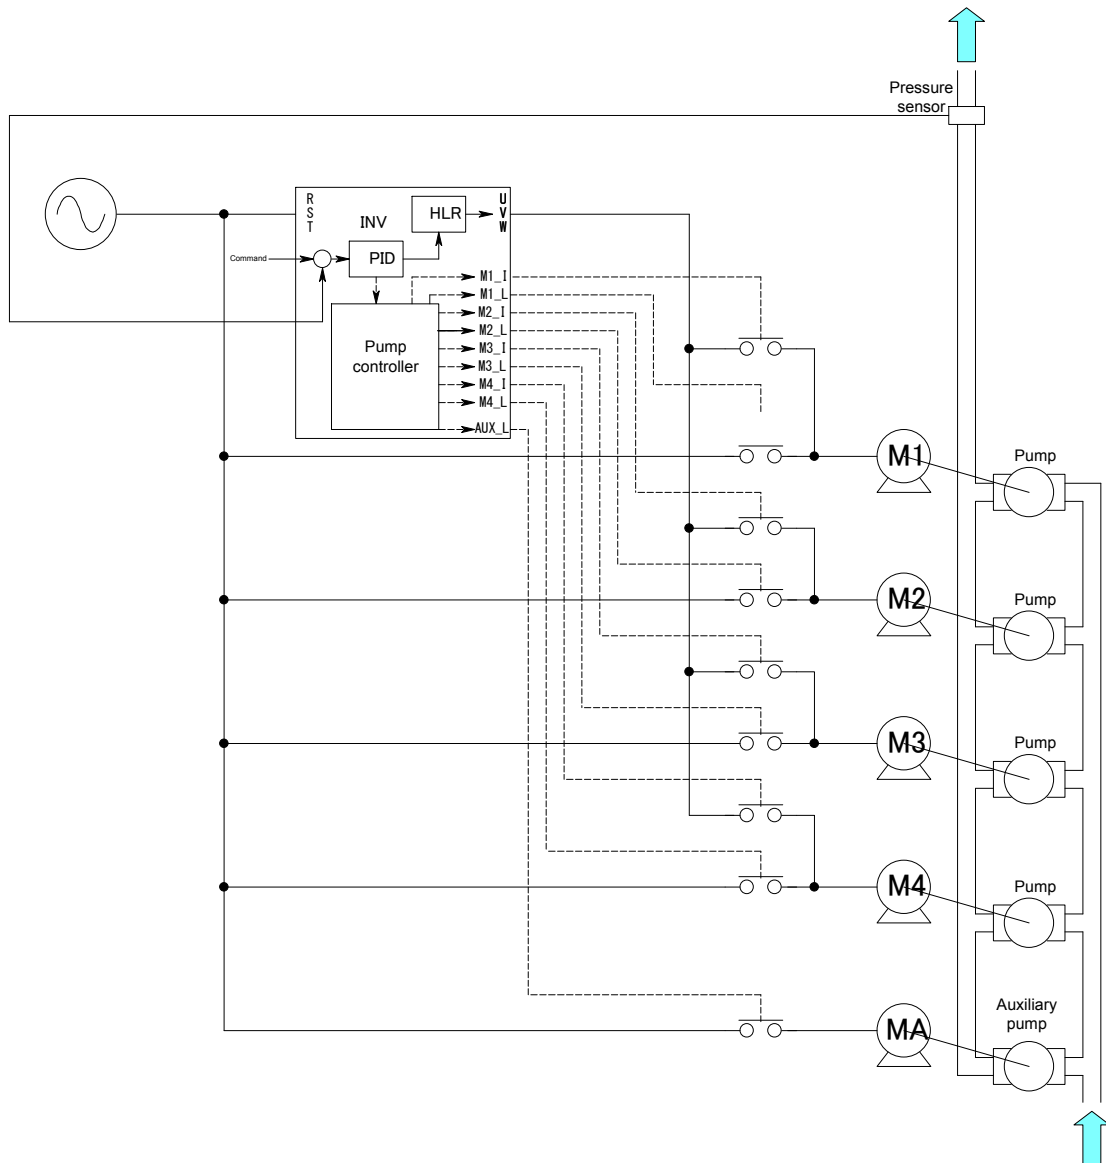 Pressure
sensor
R
S
T
INV
HLR
U
V
W
Command
PID
M1_I
M1_L
M2_I
M2_L
M3_I
M3_L
M4_I
M4_L
AUX_L
Pump
controller
M1
Pump
M2
Pump
M3
Pump
M4
Pump
MA
Auxiliary
pump